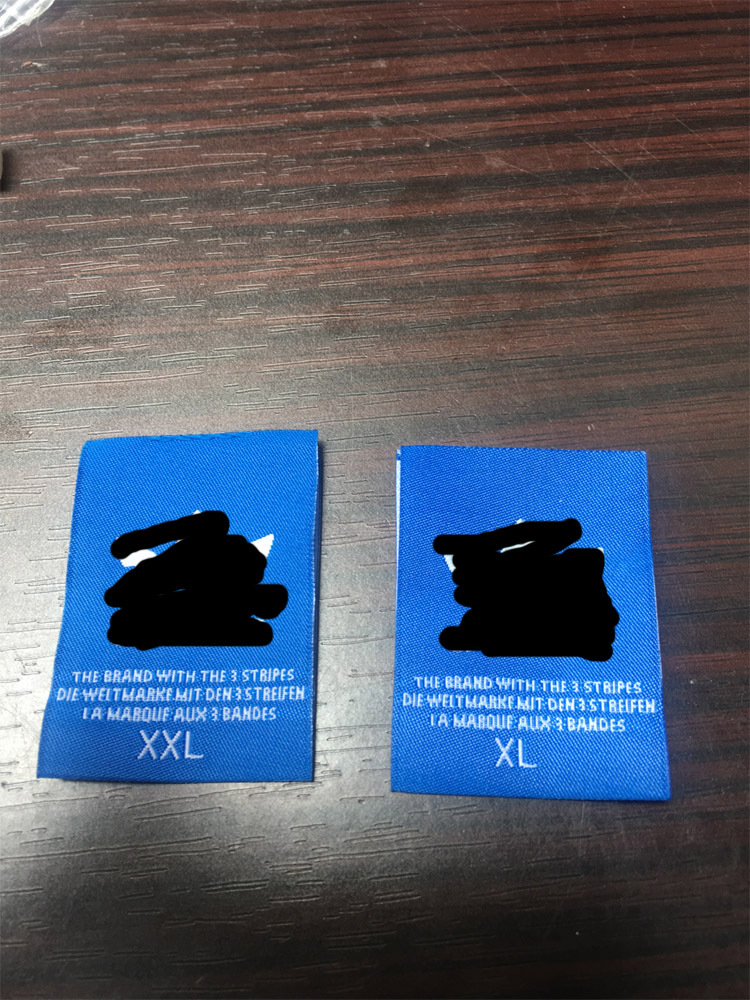 THE BRAND WITH THE 3 STRIPES
DIE WELTMARKE MIT DEN 3 STREIFEN
LA MARQUE AUX 3 BANDES
XXL
THE BRAND WITH THE 3 STRIPES
DIE WELTMARKE MIT DEN 3 STREIFEN
LA MARQUE AUX 3 BANDES
XL